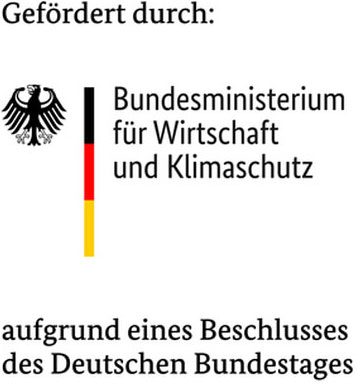 Gefördert durch:
Bundesministerium
für Wirtschaft
und Klimaschutz
aufgrund eines Beschlusses
des Deutschen Bundestages